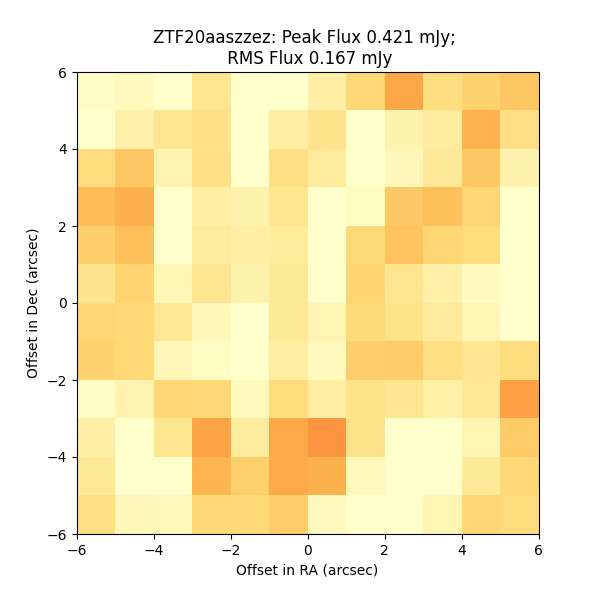 ZTF20aaszzez: Peak Flux 0.421 mJy;
RMS Flux 0.167 mJy
6
4
2
0
−2
−4
−6
Offset in Dec (arcsec)
−6 −4 −2 0 2 4 6
Offset in RA (arcsec)